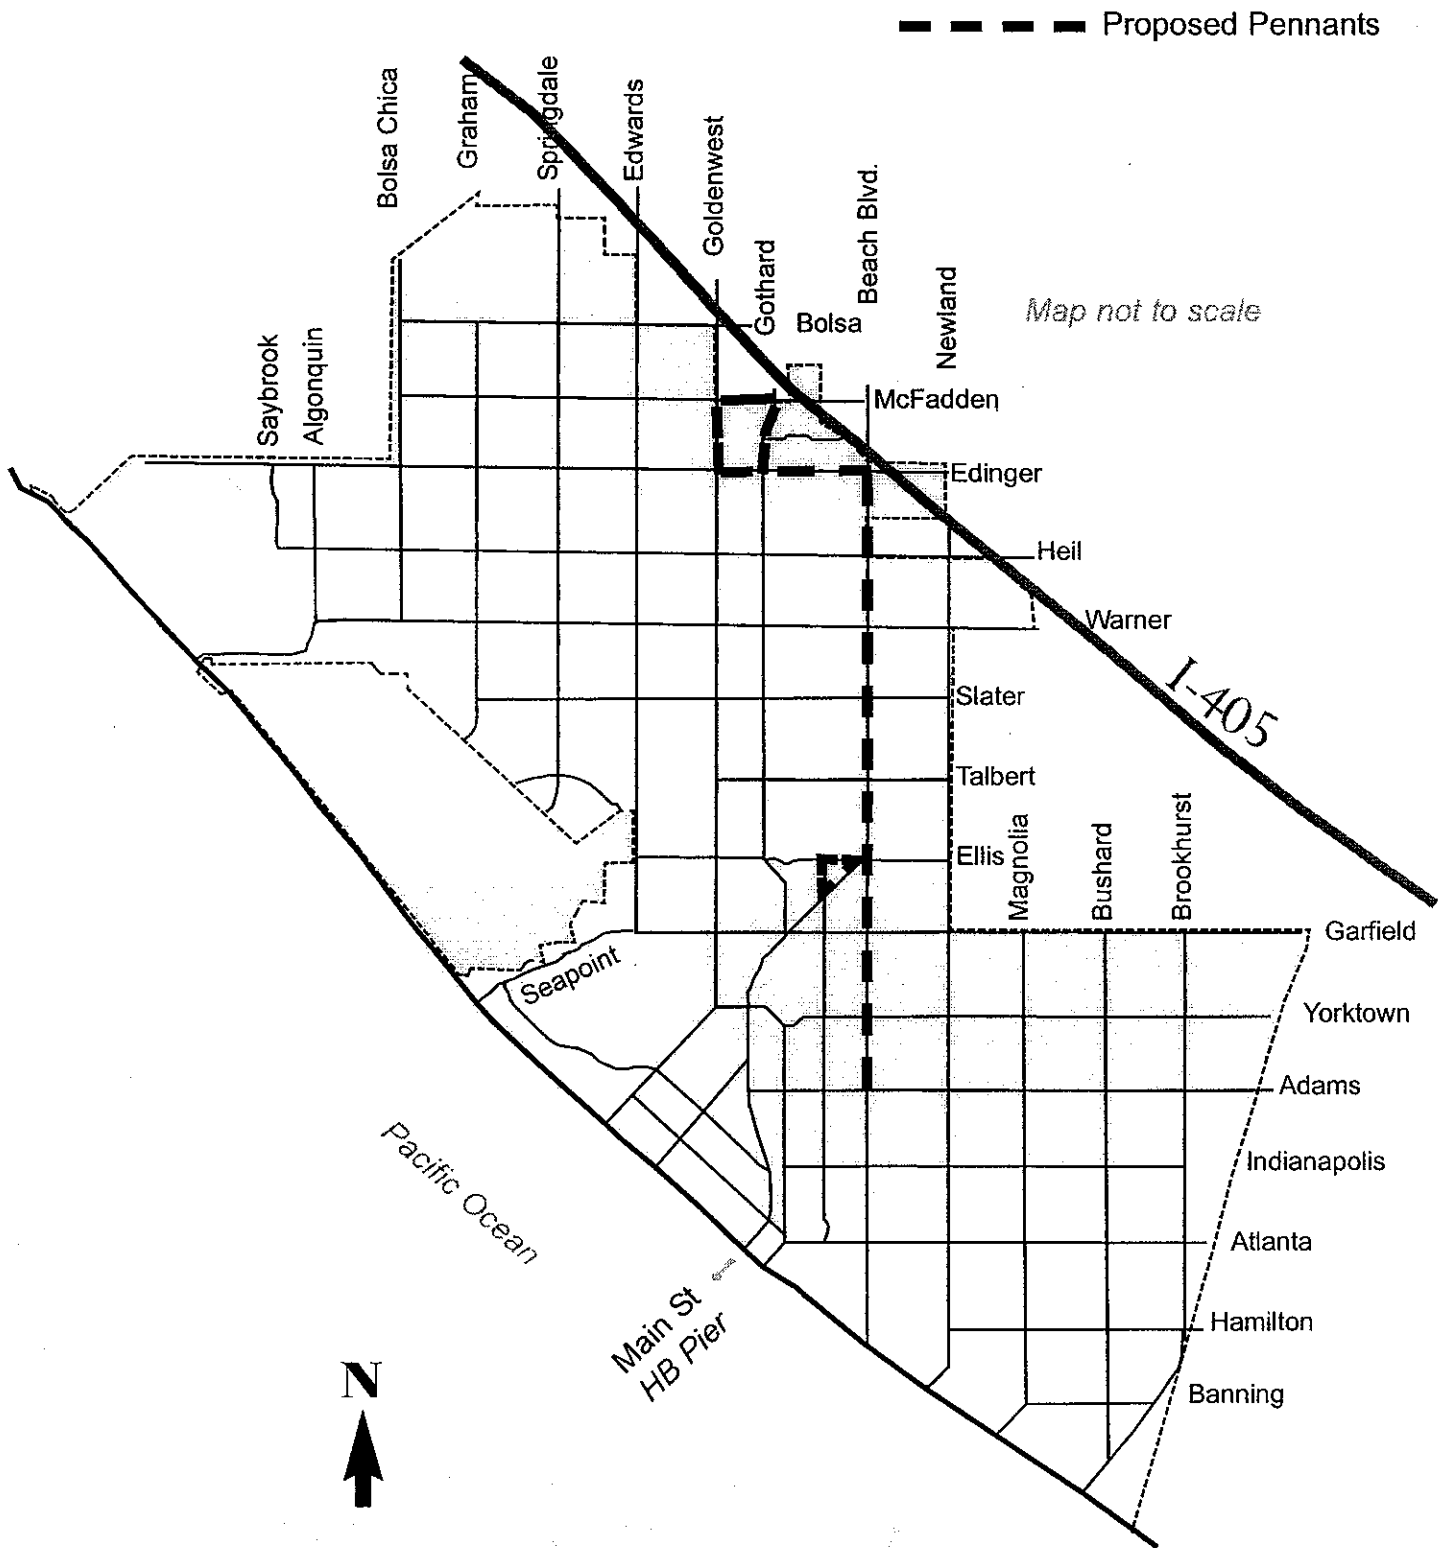 Proposed Pennants
Bolsa Chica
Graham
Springdale
Edwards
Goldenwest
Gothard
Beach Blvd.
Newland
Bolsa
Map not to scale
Saybrook
Algonquin
McFadden
Edinger
Heil
Warner
I-405
Slater
Talbert
Ellis
Magnolia
Bushard
Brookhurst
Garfield
Seapoint
Yorktown
Adams
Pacific Ocean
Indianapolis
Atlanta
Main St
HB Pier
Hamilton
Banning
N